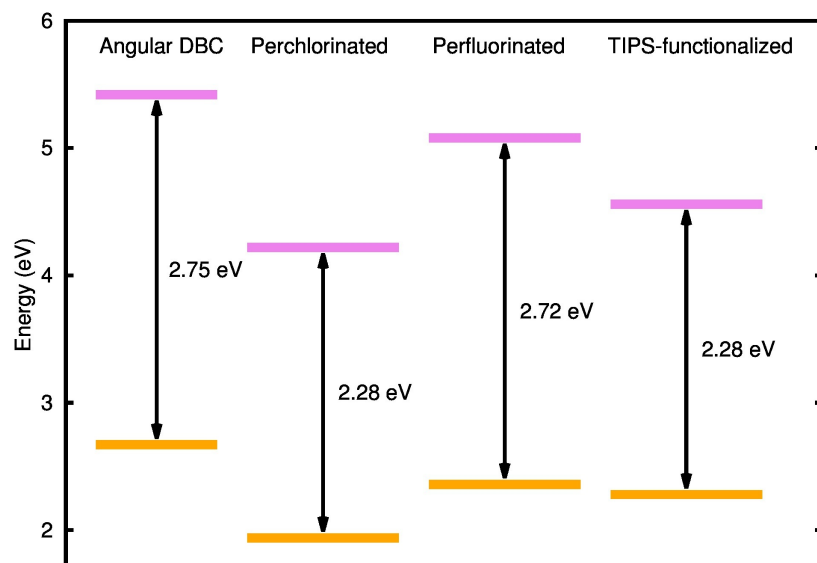 6
Angular DBC Perchlorinated Perfluorinated TIPS-functionalized
5
Energy (eV)
2.75 eV
4
2.72 eV
2.28 eV
2.28 eV
3
2